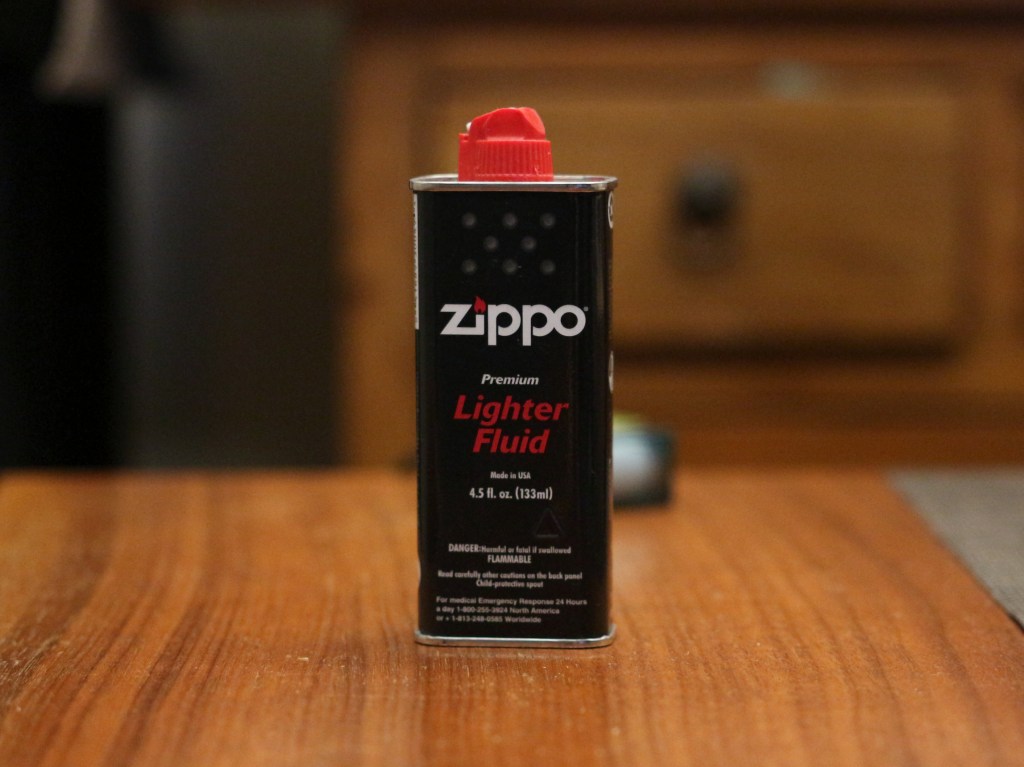 zippo
Premium
Lighter
Fluid
Made in USA
4.5 fl. oz. (133ml)
DANGER:Harmful or fatal if swallowed
FLAMMABLE
Read carefully other cautions on the back panel
Child-protective spout
For medical Emergency Response 24 Hours
a day 1-800-255-3924 North America
or + 1-813-248-0585 Worldwide